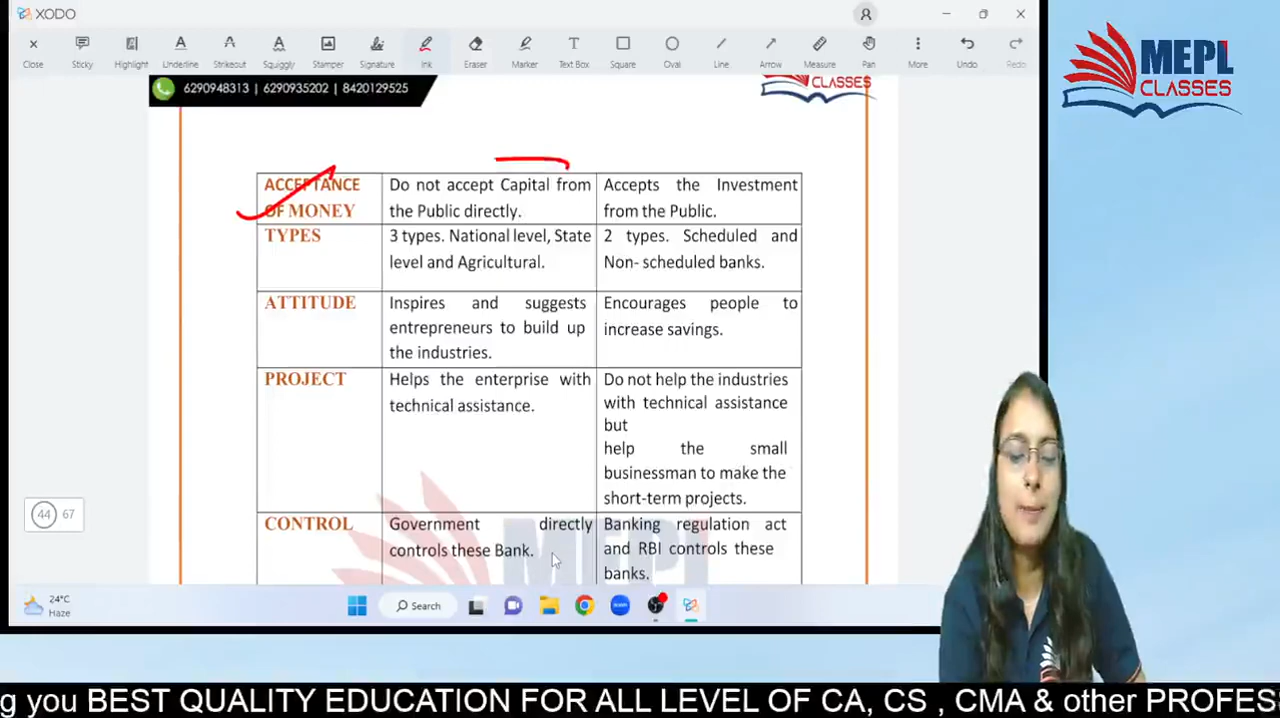 XODO
Close
Sticky
Highlight
Underline
Strikeout
Squiggly
Stamper
Signature
Ink
Eraser
Marker
Text Box
Square
Oval
Line
Arrow
Measure
Pan
More
Undo
Redo
MEPL
CLASSES
6290948313 | 6290935202 | 8420129525
CLASSES
ACCEPTANCE
OF MONEY
Do not accept Capital from
the Public directly.
Accepts the Investment
from the Public.
TYPES
3 types. National level, State
level and Agricultural.
2 types. Scheduled and
Non- scheduled banks.
ATTITUDE
Inspires and suggests
entrepreneurs to build up
the industries.
Encourages people to
increase savings.
PROJECT
Helps the enterprise with
technical assistance.
Do not help the industries
with technical assistance
but
help the small
businessman to make the
short-term projects.
CONTROL
Government directly
controls these Bank.
Banking regulation act
and RBI controls these
banks.
MEPL
44 67
24°C
Haze
Search
zoom
g you BEST QUALITY EDUCATION FOR ALL LEVEL OF CA, CS , CMA & other PROFES